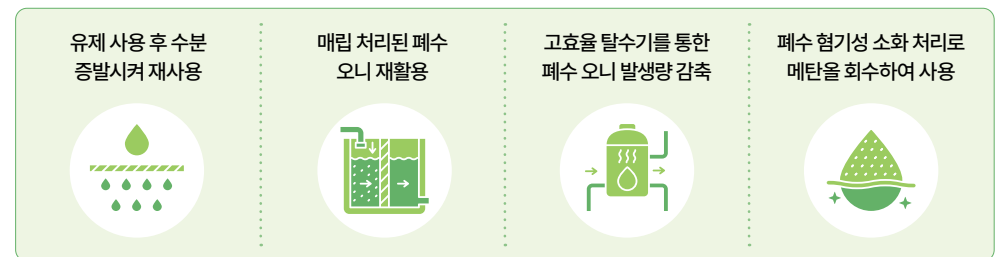 유제 사용 후 수분
증발시켜 재사용
매립 처리된 폐수
오니 재활용
고효율 탈수기를 통한
폐수 오니 발생량 감축
폐수 혐기성 소화 처리로
메탄을 회수하여 사용